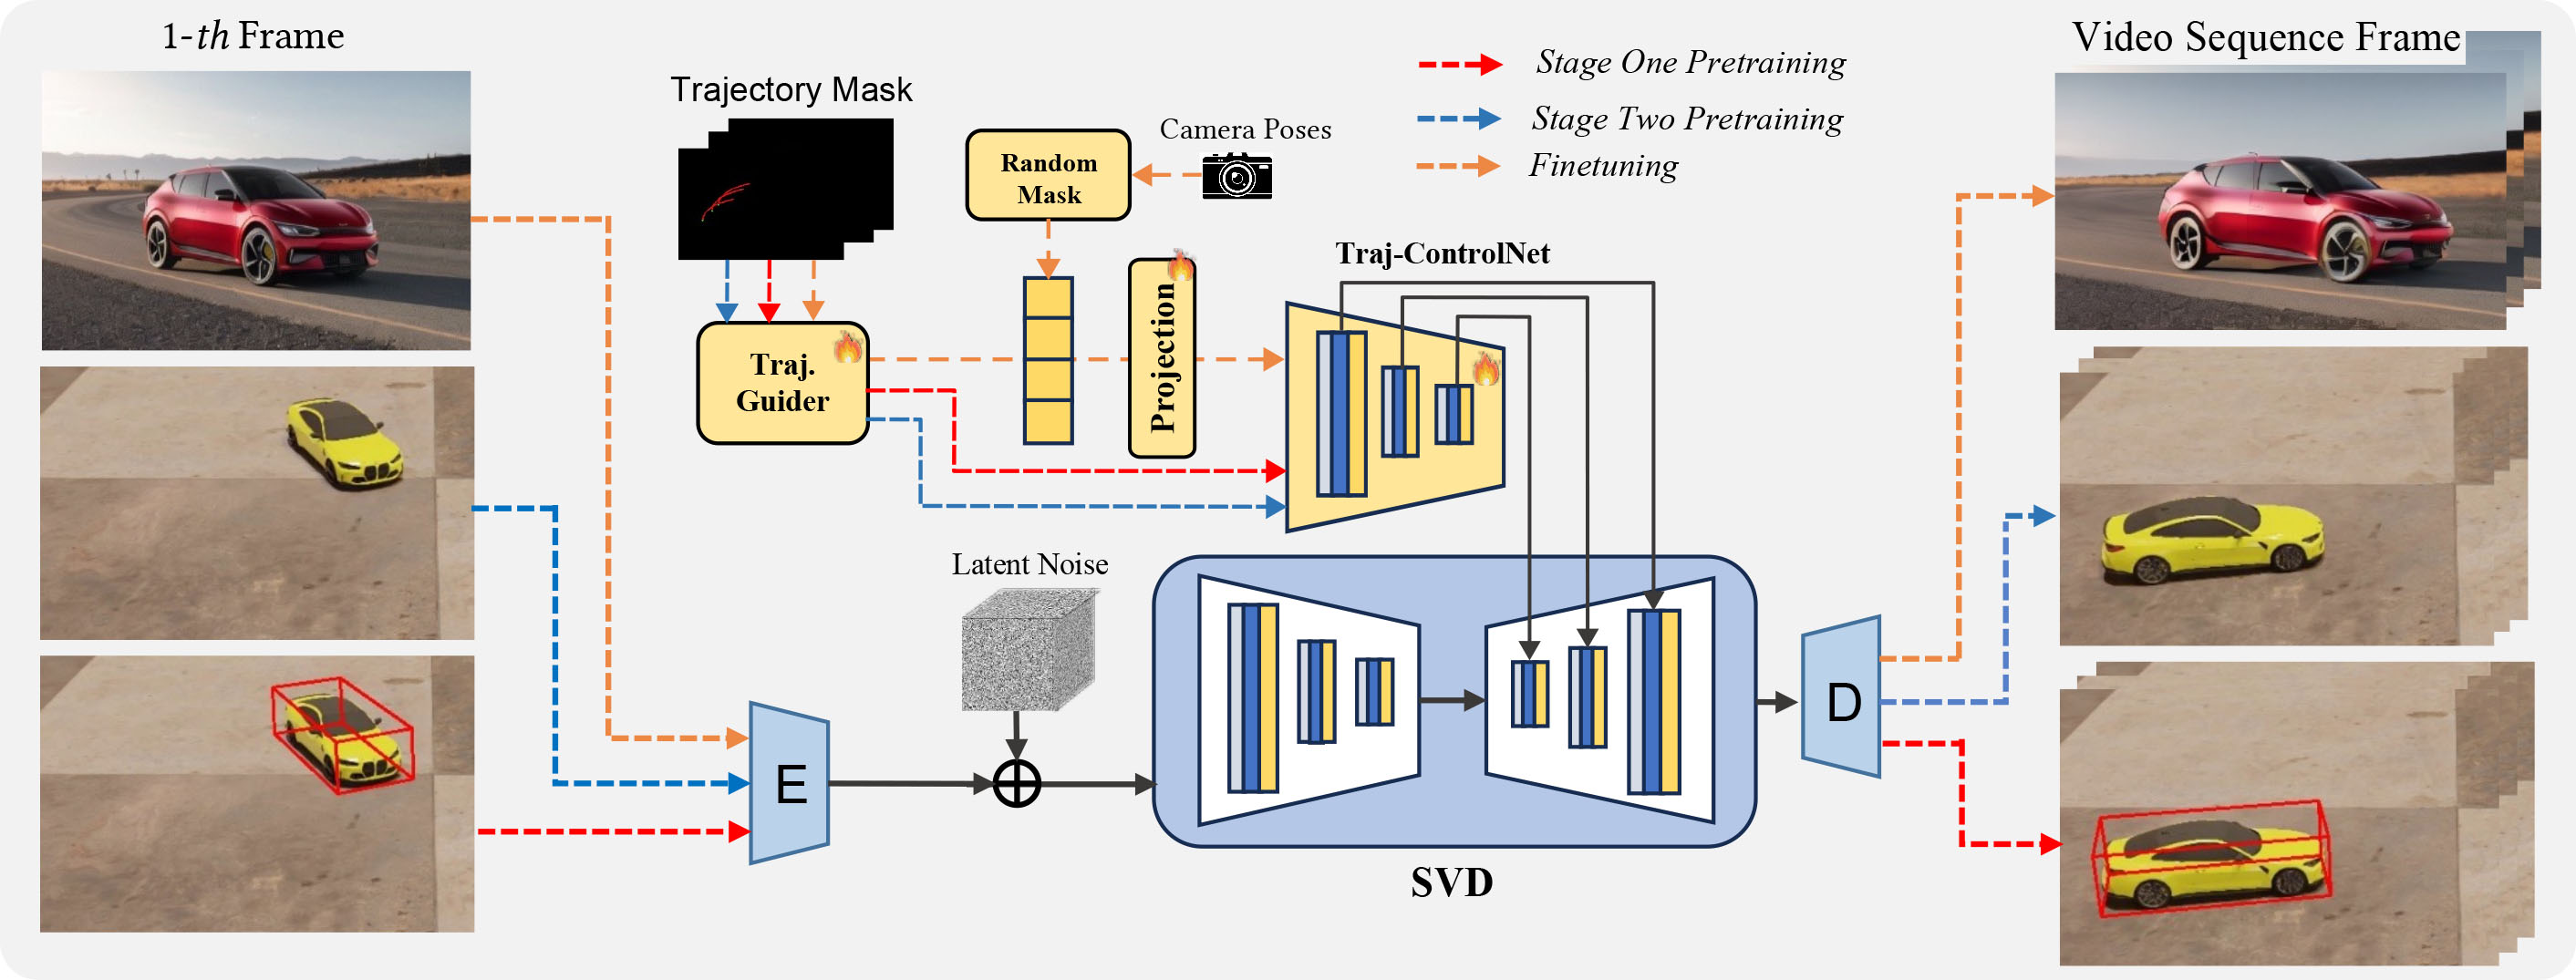 1-th Frame
Trajectory Mask
Random
Mask
Camera Poses
Stage One Pretraining
Stage Two Pretraining
Finetuning
Video Sequence Frame
Traj-ControlNet
Traj.
Guider
Projection
Latent Noise
E
D
SVD